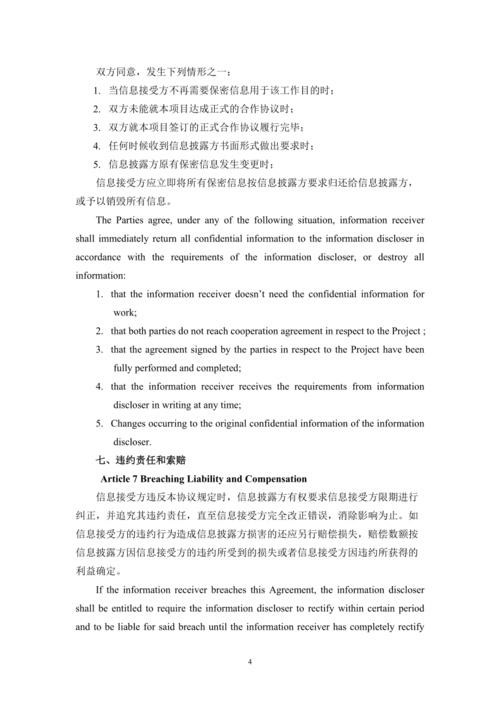 双方同意，发生下列情形之一：
1. 当信息接受方不再需要保密信息用于该工作目的时；
2. 双方未能就本项目达成正式的合作协议时；
3. 双方就本项目签订的正式合作协议履行完毕；
4. 任何时候收到信息披露方书面形式做出要求时；
5. 信息披露方原有保密信息发生变更时；
信息接受方应立即将所有保密信息按信息披露方要求归还给信息披露方，
或予以销毁所有信息。
The Parties agree, under any of the following situation, information receiver
shall immediately return all confidential information to the information discloser in
accordance with the requirements of the information discloser, or destroy all
information:
1. that the information receiver doesn’t need the confidential information for
work;
2. that both parties do not reach cooperation agreement in respect to the Project ;
3. that the agreement signed by the parties in respect to the Project have been
fully performed and completed;
4. that the information receiver receives the requirements from information
discloser in writing at any time;
5. Changes occurring to the original confidential information of the information
discloser.
七、违约责任和索赔
Article 7 Breaching Liability and Compensation
信息接受方违反本协议规定时，信息披露方有权要求信息接受方限期进行
纠正，并追究其违约责任，直至信息接受方完全改正错误，消除影响为止。如
信息接受方的违约行为造成信息披露方损害的还应另行赔偿损失，赔偿数额按
信息披露方因信息接受方的违约所受到的损失或者信息接受方因违约所获得的
利益确定。
If the information receiver breaches this Agreement, the information discloser
shall be entitled to require the information discloser to rectify within certain period
and to be liable for said breach until the information receiver has completely rectify
4